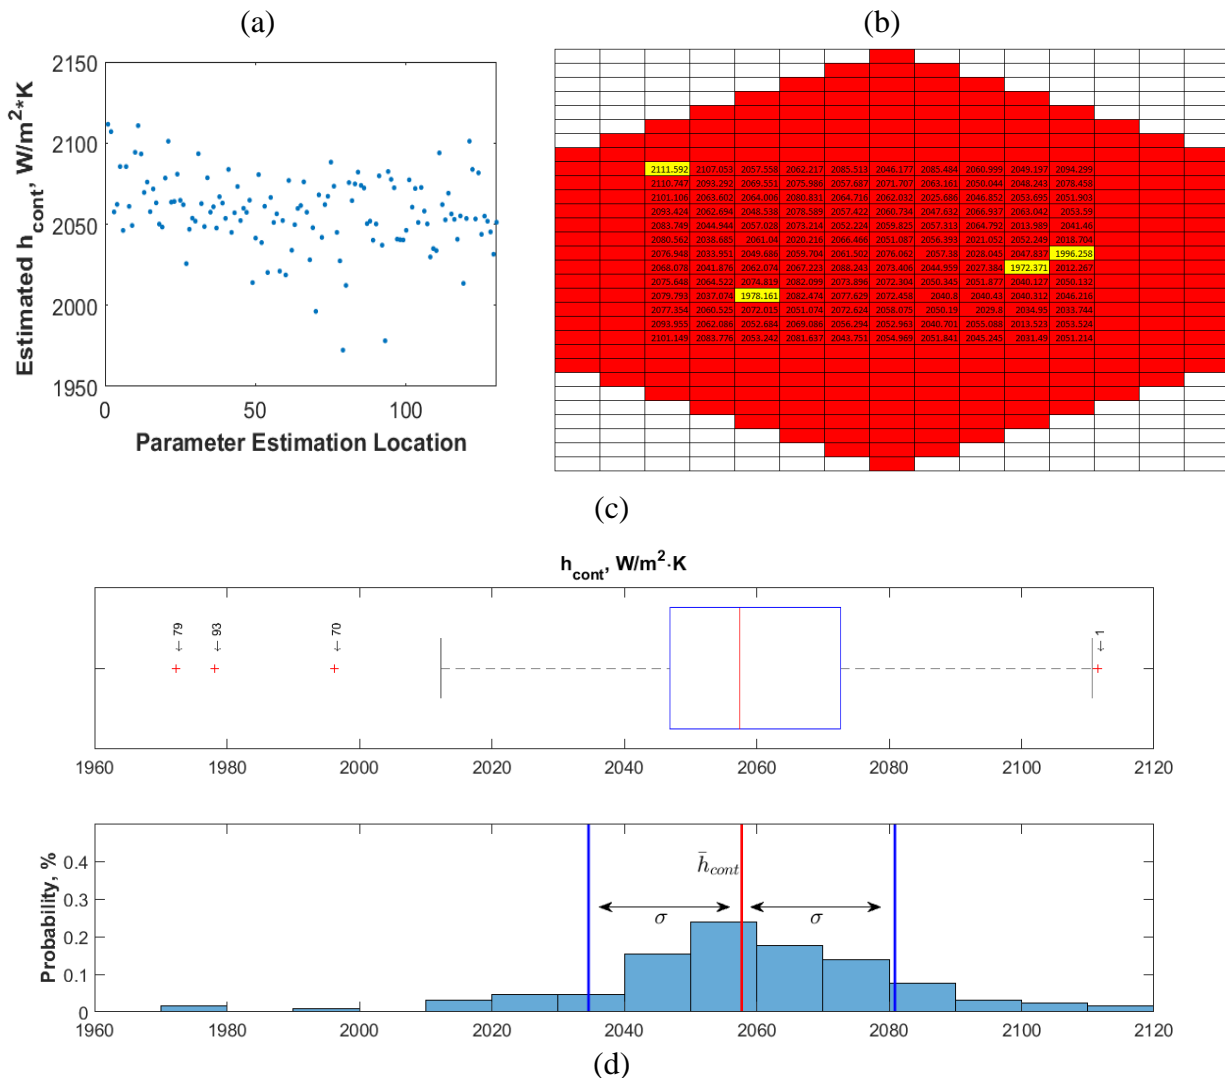 (a)
(b)
2150
2100
2050
2000
1950
Estimated h_cont, W/m²*K
0 50 100
Parameter Estimation Location
2111.592 2107.053 2057.558 2062.217 2085.513 2046.177 2085.484 2060.999 2049.197 2094.299
2110.747 2093.292 2069.551 2075.986 2057.687 2071.707 2063.161 2050.044 2048.243 2078.458
2101.106 2063.602 2064.006 2080.831 2064.716 2062.032 2025.686 2046.852 2053.695 2051.903
2093.424 2062.694 2048.538 2078.589 2057.422 2060.734 2047.632 2066.937 2063.042 2053.59
2083.749 2044.944 2057.028 2073.214 2052.224 2059.825 2057.313 2064.792 2013.989 2041.46
2080.562 2038.685 2061.04 2020.216 2066.466 2051.087 2056.393 2021.052 2052.249 2018.704
2076.948 2033.951 2049.686 2059.704 2061.502 2076.062 2057.38 2028.045 2047.837 1996.258
2068.078 2041.876 2062.074 2067.223 2088.243 2073.406 2044.959 2027.384 1972.371 2012.267
2075.648 2064.522 2074.819 2082.099 2073.896 2072.304 2050.345 2051.877 2040.127 2050.132
2079.793 2037.074 1978.161 2082.474 2077.629 2072.458 2040.8 2040.43 2040.312 2046.216
2077.354 2060.525 2072.015 2051.074 2072.624 2058.075 2050.19 2029.8 2034.95 2033.744
2093.955 2062.086 2052.684 2069.086 2056.294 2052.963 2040.701 2055.088 2013.523 2053.524
2101.149 2083.776 2053.242 2081.637 2043.751 2054.969 2051.841 2045.245 2031.49 2051.214
(c)
h_cont, W/m²·K
← 79
← 93
← 70
← 1
1960 1980 2000 2020 2040 2060 2080 2100 2120
Probability, %
0.4
0.3
0.2
0.1
0
h̄_cont
σ σ
1960 1980 2000 2020 2040 2060 2080 2100 2120
(d)